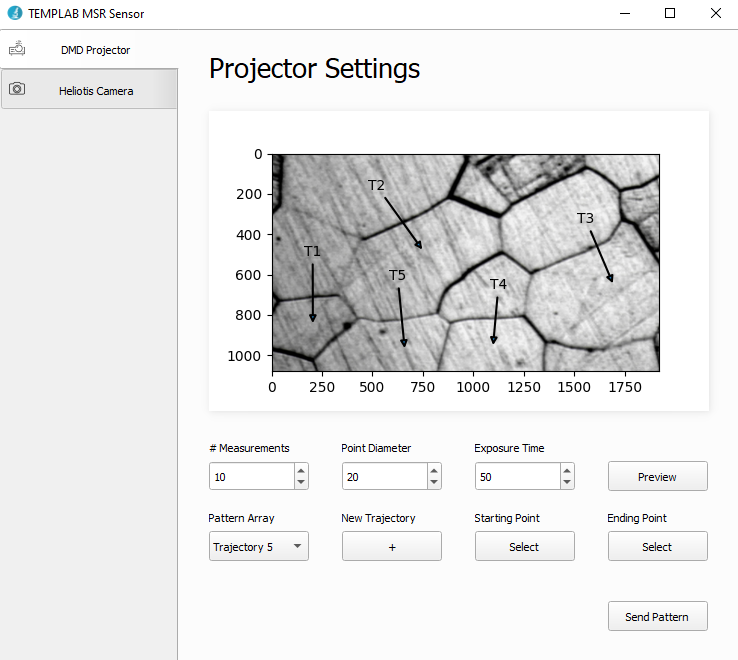 TEMPLAB MSR Sensor
DMD Projector
Heliotis Camera
Projector Settings
0
200
400
600
800
1000
T2
T3
T1
T5
T4
0 250 500 750 1000 1250 1500 1750
# Measurements Point Diameter Exposure Time
10 20 50 Preview
Pattern Array New Trajectory Starting Point Ending Point
Trajectory 5 + Select Select
Send Pattern